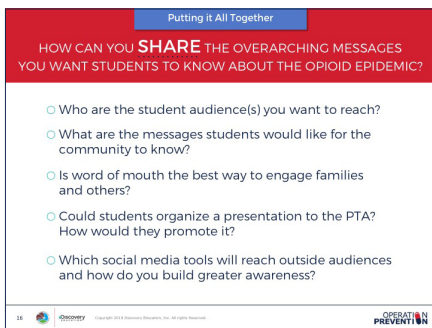 Putting it All Together
HOW CAN YOU SHARE THE OVERARCHING MESSAGES
YOU WANT STUDENTS TO KNOW ABOUT THE OPIOID EPIDEMIC?
Who are the student audience(s) you want to reach?
What are the messages students would like for the
community to know?
Is word of mouth the best way to engage families
and others?
Could students organize a presentation to the PTA?
How would they promote it?
Which social media tools will reach outside audiences
and how do you build greater awareness?
16
Discovery
EDUCATION
Copyright 2019 Discovery Education, Inc. All rights Reserved.
OPERATION
PREVENTION